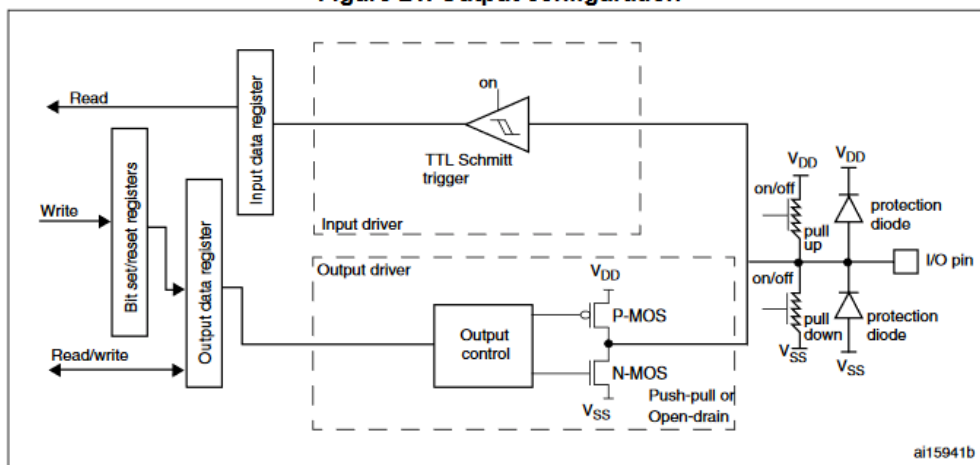 Figure 21. Output configuration
Read
Bit set/reset registers
Write
Read/write
Output data register
Input data register
on
TTL Schmitt
trigger
Input driver
Output driver
VDD
Output
control
P-MOS
N-MOS
VSS
Push-pull or
Open-drain
VDD
on/off
pull
up
on/off
pull
down
VSS
VDD
protection
diode
I/O pin
protection
diode
VSS
ai15941b